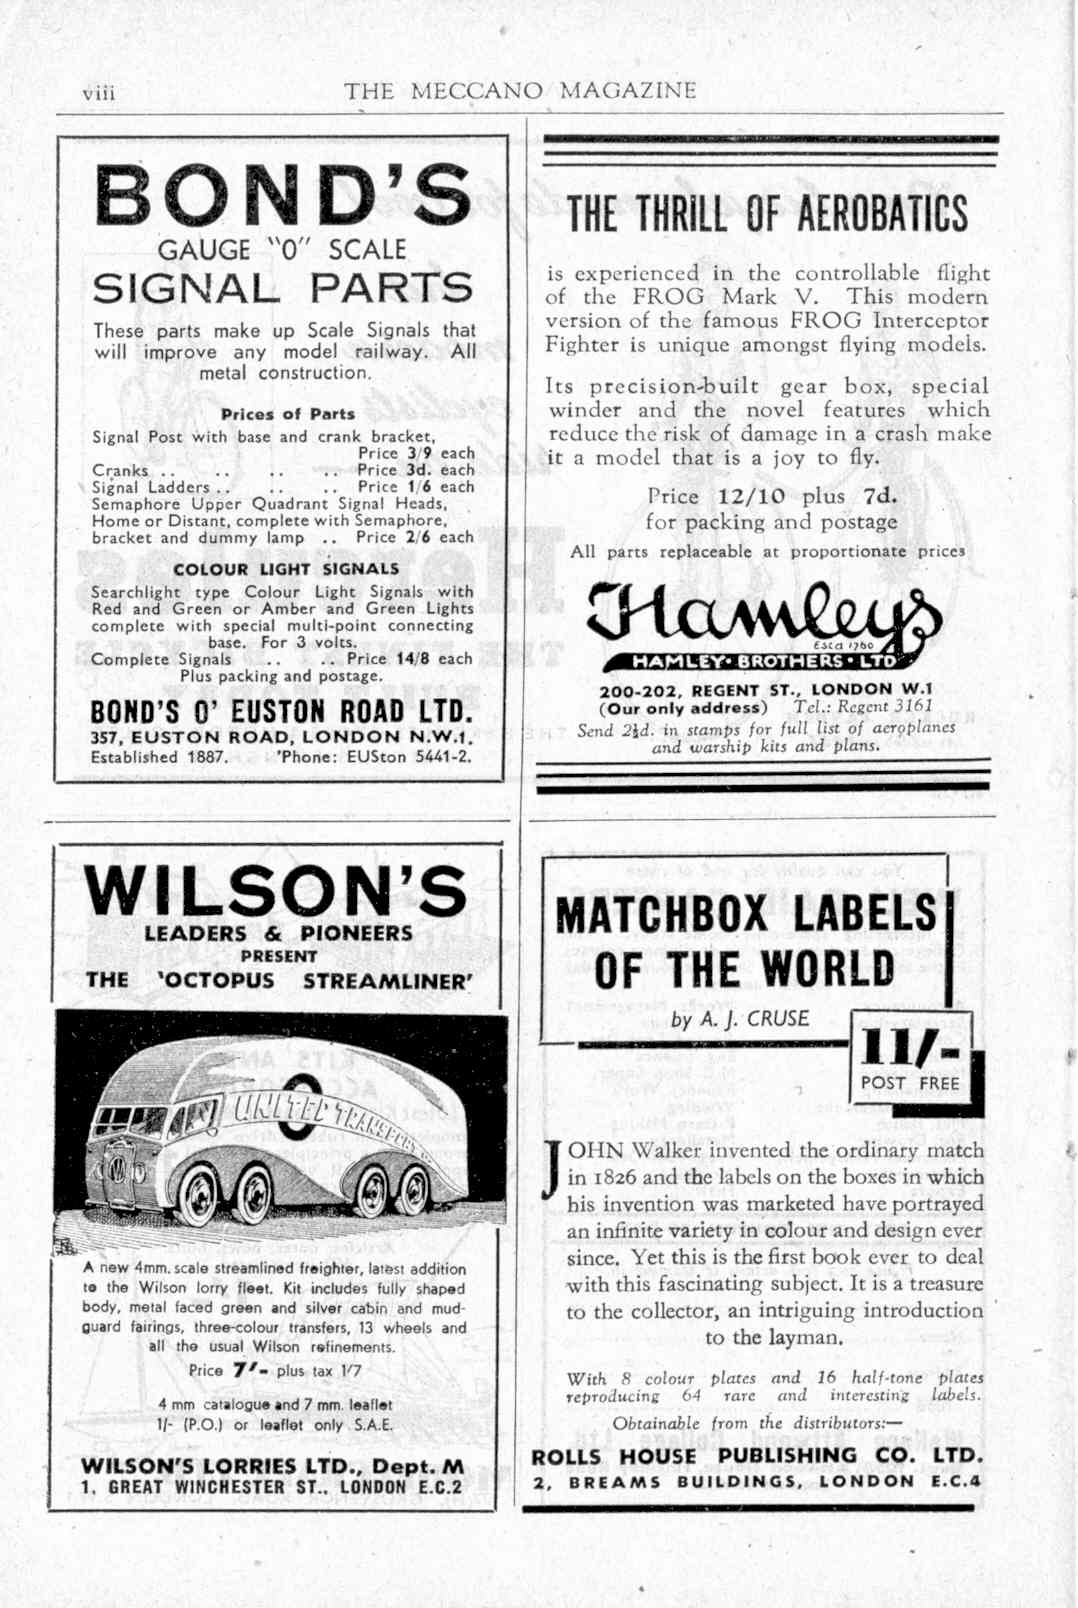 viii
THE MECCANO MAGAZINE
BOND'S
GAUGE "0" SCALE
SIGNAL PARTS
These parts make up Scale Signals that
will improve any model railway. All
metal construction.
Prices of Parts
Signal Post with base and crank bracket,
Price 3/9 each
Cranks .. .. .. .. Price 3d. each
Signal Ladders .. .. .. Price 1/6 each
Semaphore Upper Quadrant Signal Heads,
Home or Distant, complete with Semaphore,
bracket and dummy lamp .. Price 2/6 each
COLOUR LIGHT SIGNALS
Searchlight type Colour Light Signals with
Red and Green or Amber and Green Lights
complete with special multi-point connecting
base. For 3 volts.
Complete Signals .. .. Price 14/8 each
Plus packing and postage.
BOND'S O' EUSTON ROAD LTD.
357, EUSTON ROAD, LONDON N.W.1.
Established 1887. 'Phone: EUSton 5441-2.
THE THRILL OF AEROBATICS
is experienced in the controllable flight
of the FROG Mark V. This modern
version of the famous FROG Interceptor
Fighter is unique amongst flying models.
Its precision-built gear box, special
winder and the novel features which
reduce the risk of damage in a crash make
it a model that is a joy to fly.
Price 12/10 plus 7d.
for packing and postage
All parts replaceable at proportionate prices
Hamleys
Estd 1760
HAMLEY·BROTHERS·LTD
200-202, REGENT ST., LONDON W.1
(Our only address) Tel.: Regent 3161
Send 2½d. in stamps for full list of aeroplanes
and warship kits and plans.
WILSON'S
LEADERS & PIONEERS
PRESENT
THE 'OCTOPUS STREAMLINER'
UNITED TRANSPORT
W
A new 4mm. scale streamlined freighter, latest addition
to the Wilson lorry fleet. Kit includes fully shaped
body, metal faced green and silver cabin and mud-
guard fairings, three-colour transfers, 13 wheels and
all the usual Wilson refinements.
Price 7/- plus tax 1/7
4 mm catalogue and 7 mm. leaflet
1/- (P.O.) or leaflet only S.A.E.
WILSON'S LORRIES LTD., Dept. M
1, GREAT WINCHESTER ST., LONDON E.C.2
MATCHBOX LABELS
OF THE WORLD
by A. J. CRUSE
11/-
POST FREE
JOHN Walker invented the ordinary match
in 1826 and the labels on the boxes in which
his invention was marketed have portrayed
an infinite variety in colour and design ever
since. Yet this is the first book ever to deal
with this fascinating subject. It is a treasure
to the collector, an intriguing introduction
to the layman.
With 8 colour plates and 16 half-tone plates
reproducing 64 rare and interesting labels.
Obtainable from the distributors:—
ROLLS HOUSE PUBLISHING CO. LTD.
2, BREAMS BUILDINGS, LONDON E.C.4